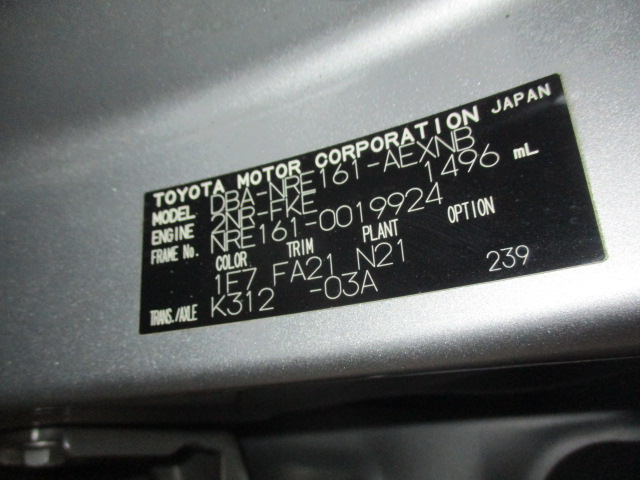 TOYOTA MOTOR CORPORATION JAPAN
MODEL DBA-NRE161-AEXNB
ENGINE 2NR-FKE 1496 mL
FRAME No. NRE161-0019924
COLOR TRIM PLANT OPTION
1E7 FA21 N21
TRANS./AXLE K312 -03A 239